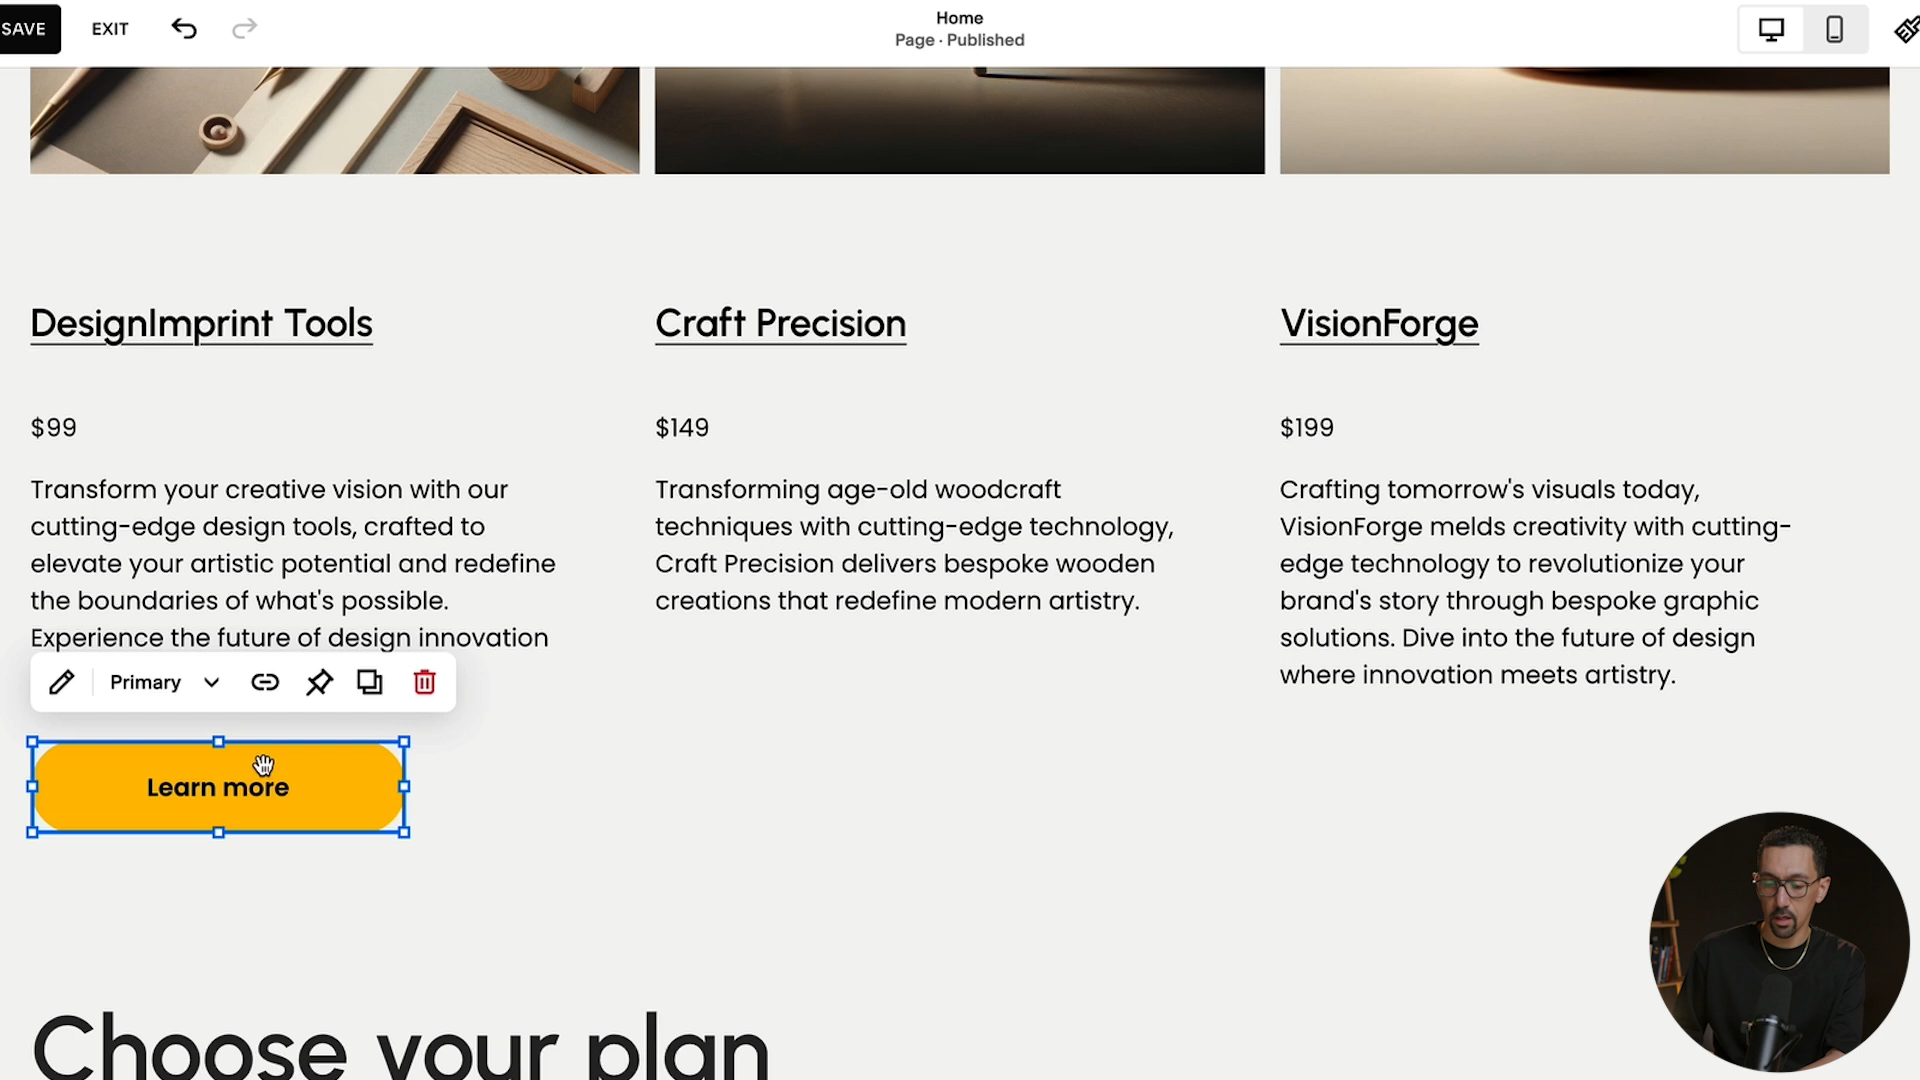 SAVE
EXIT
Home
Page · Published
DesignImprint Tools
$99
Transform your creative vision with our
cutting-edge design tools, crafted to
elevate your artistic potential and redefine
the boundaries of what's possible.
Experience the future of design innovation
Primary
Learn more
Craft Precision
$149
Transforming age-old woodcraft
techniques with cutting-edge technology,
Craft Precision delivers bespoke wooden
creations that redefine modern artistry.
VisionForge
$199
Crafting tomorrow's visuals today,
VisionForge melds creativity with cutting-
edge technology to revolutionize your
brand's story through bespoke graphic
solutions. Dive into the future of design
where innovation meets artistry.
Choose your plan